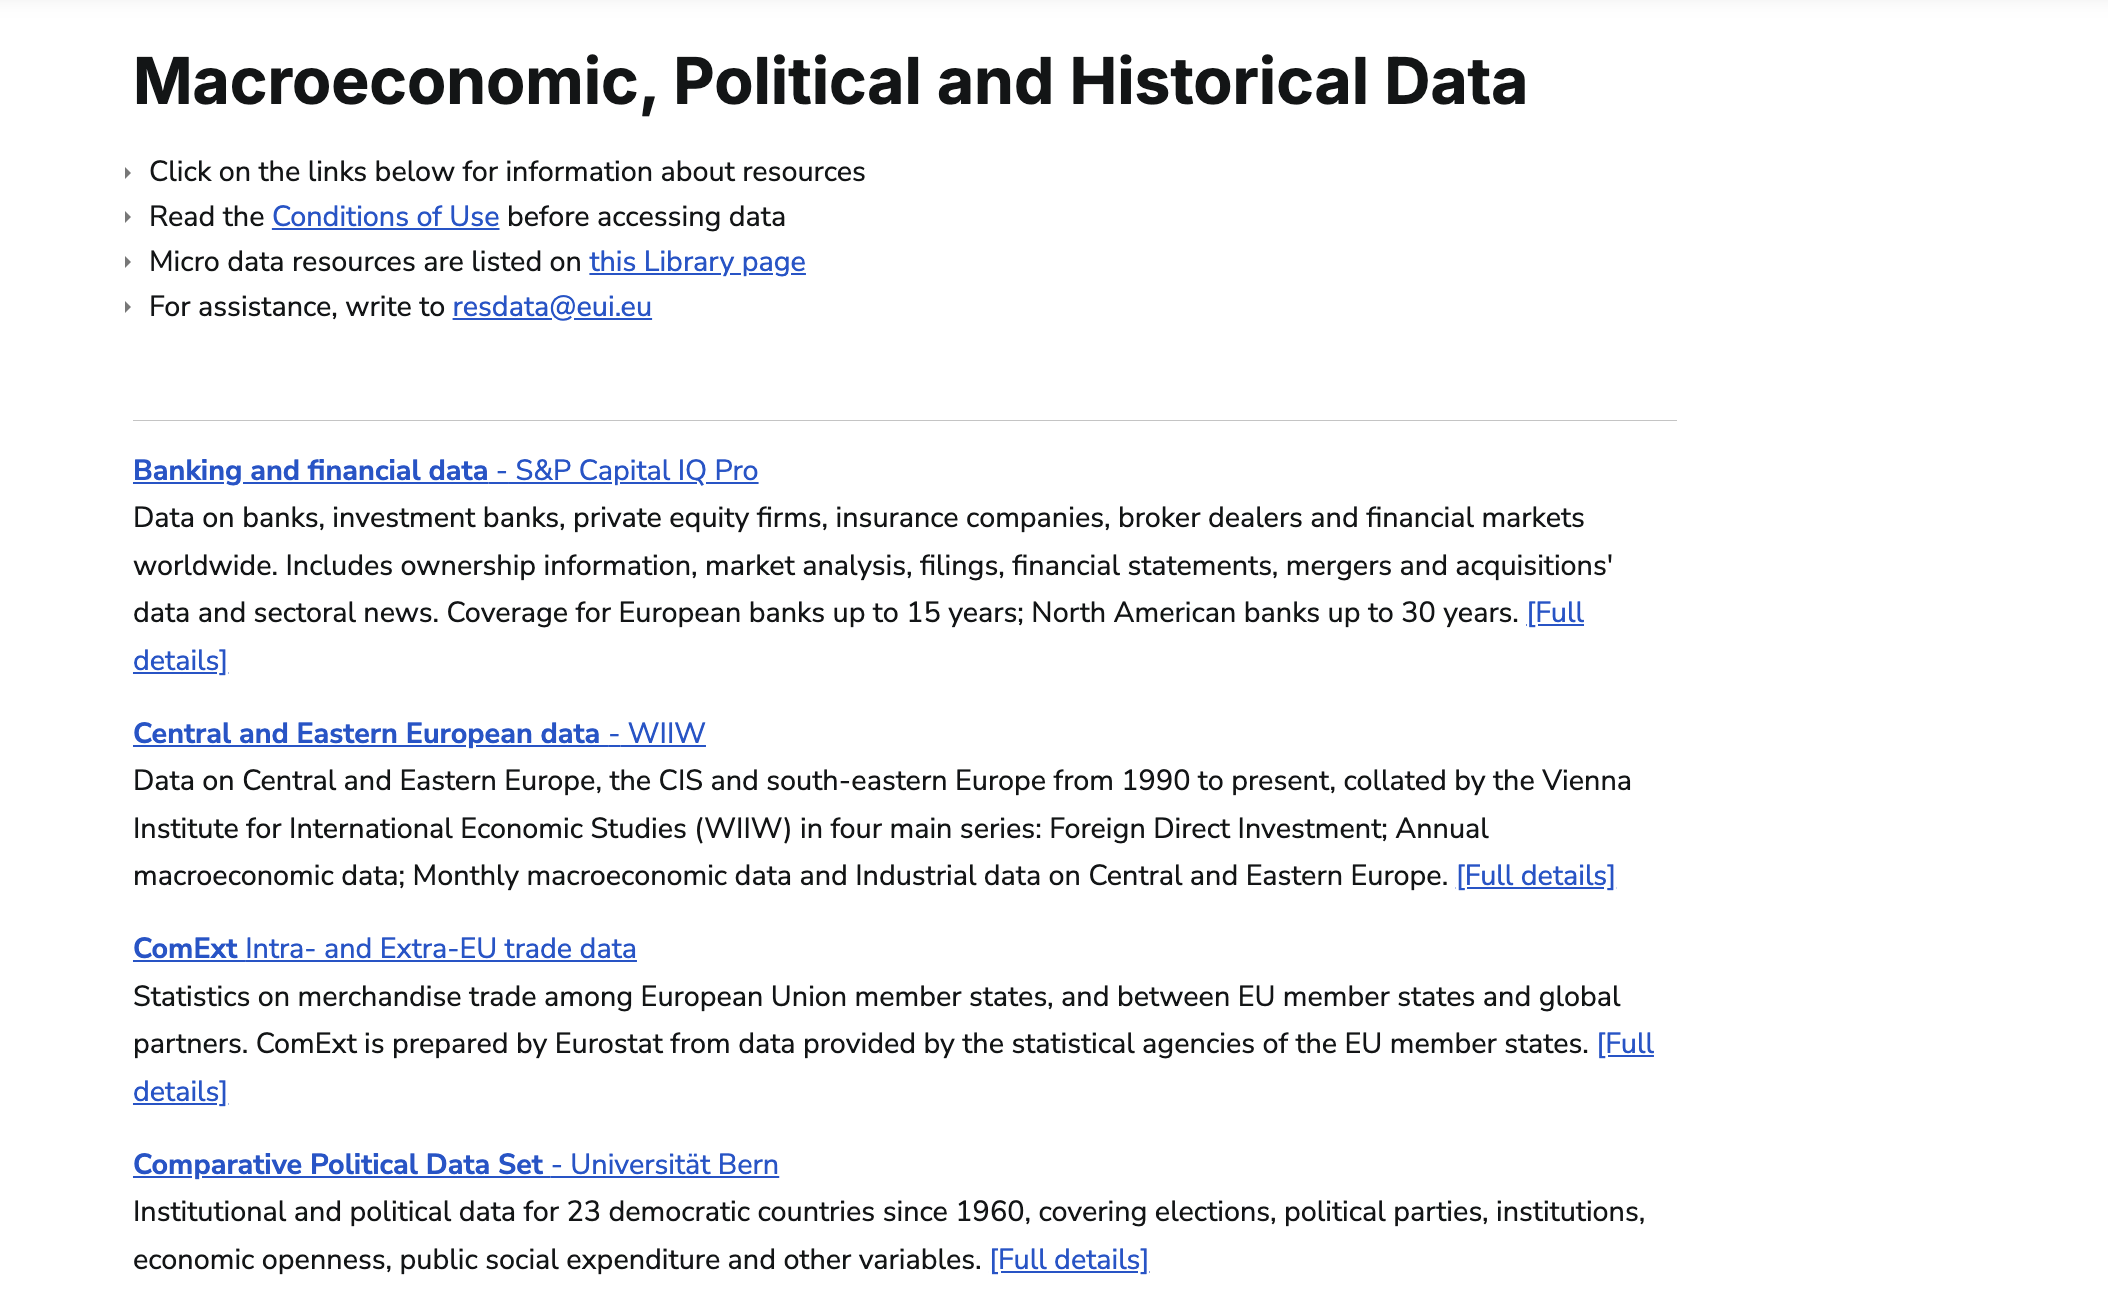 Macroeconomic, Political and Historical Data
Click on the links below for information about resources
Read the Conditions of Use before accessing data
Micro data resources are listed on this Library page
For assistance, write to resdata@eui.eu
Banking and financial data - S&P Capital IQ Pro
Data on banks, investment banks, private equity firms, insurance companies, broker dealers and financial markets
worldwide. Includes ownership information, market analysis, filings, financial statements, mergers and acquisitions'
data and sectoral news. Coverage for European banks up to 15 years; North American banks up to 30 years. [Full
details]
Central and Eastern European data - WIIW
Data on Central and Eastern Europe, the CIS and south-eastern Europe from 1990 to present, collated by the Vienna
Institute for International Economic Studies (WIIW) in four main series: Foreign Direct Investment; Annual
macroeconomic data; Monthly macroeconomic data and Industrial data on Central and Eastern Europe. [Full details]
ComExt Intra- and Extra-EU trade data
Statistics on merchandise trade among European Union member states, and between EU member states and global
partners. ComExt is prepared by Eurostat from data provided by the statistical agencies of the EU member states. [Full
details]
Comparative Political Data Set - Universität Bern
Institutional and political data for 23 democratic countries since 1960, covering elections, political parties, institutions,
economic openness, public social expenditure and other variables. [Full details]